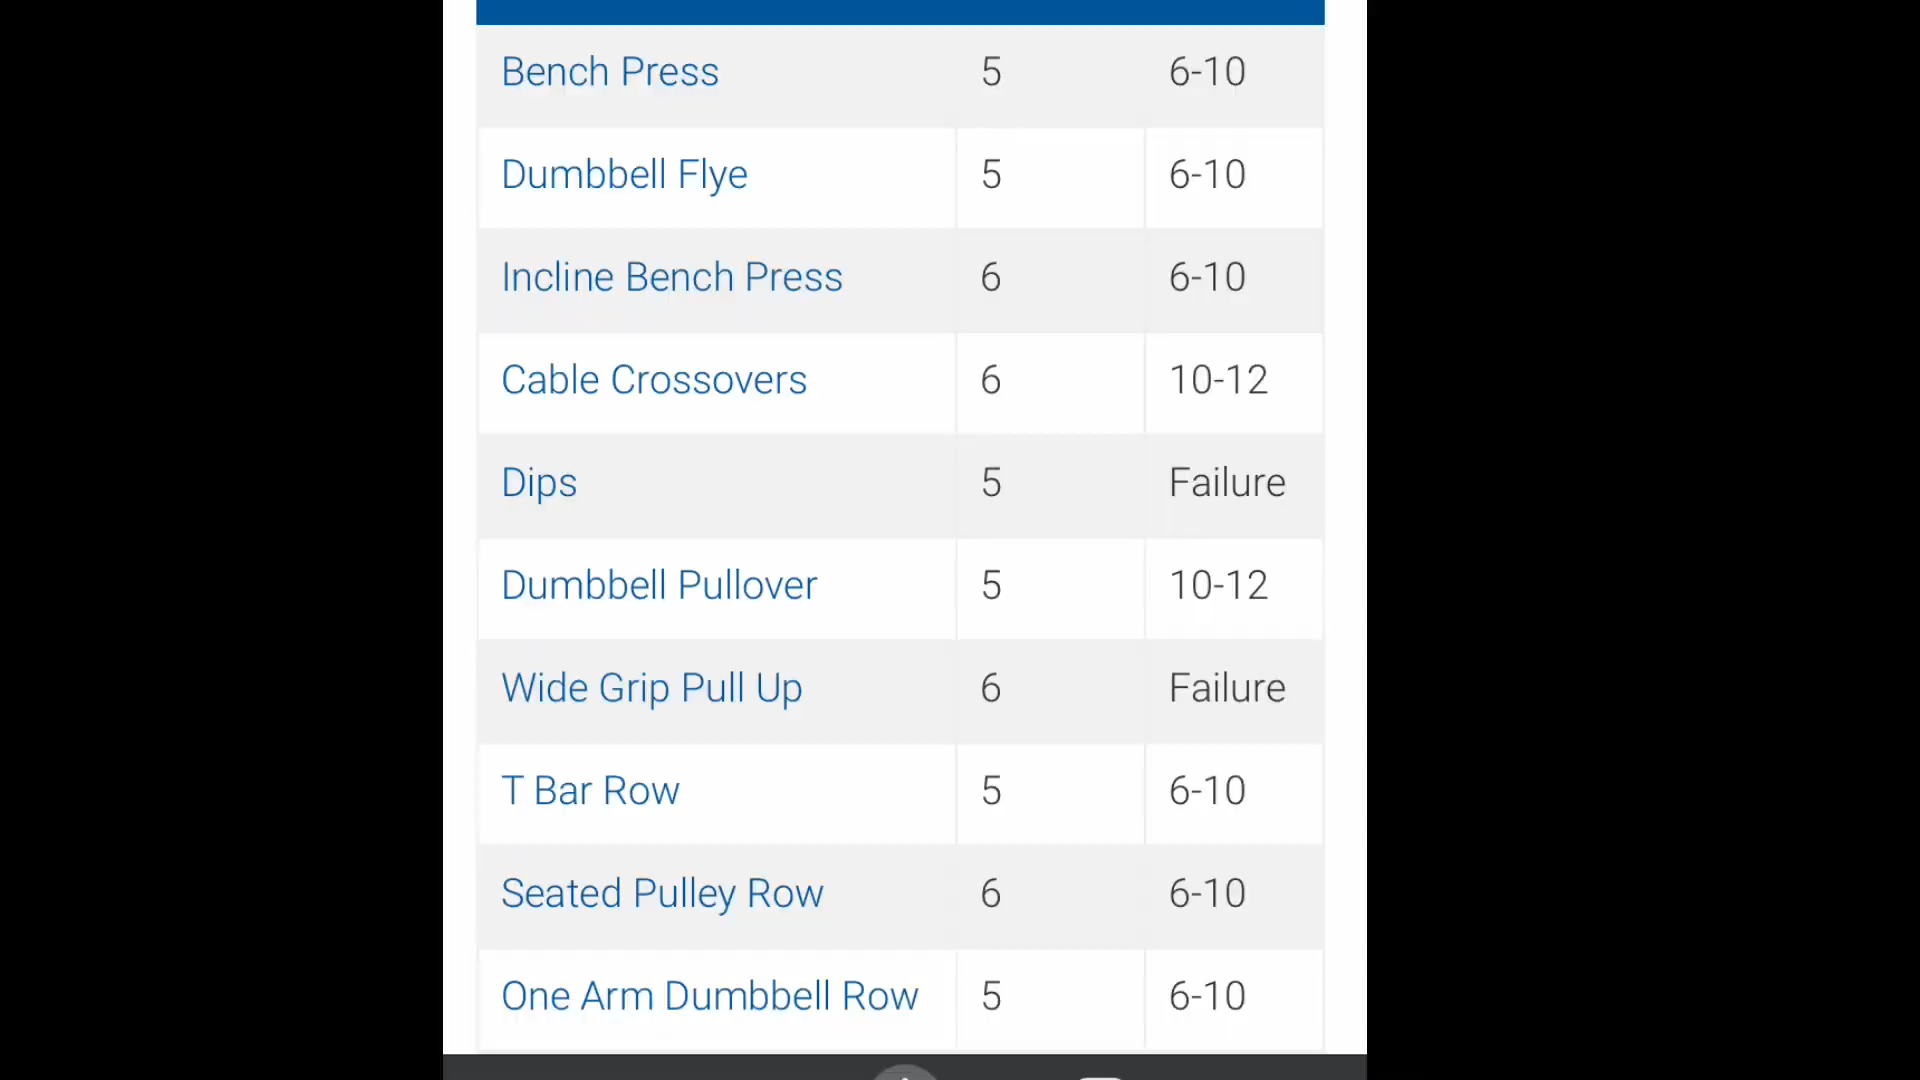 Bench Press 5 6-10
Dumbbell Flye 5 6-10
Incline Bench Press 6 6-10
Cable Crossovers 6 10-12
Dips 5 Failure
Dumbbell Pullover 5 10-12
Wide Grip Pull Up 6 Failure
T Bar Row 5 6-10
Seated Pulley Row 6 6-10
One Arm Dumbbell Row 5 6-10